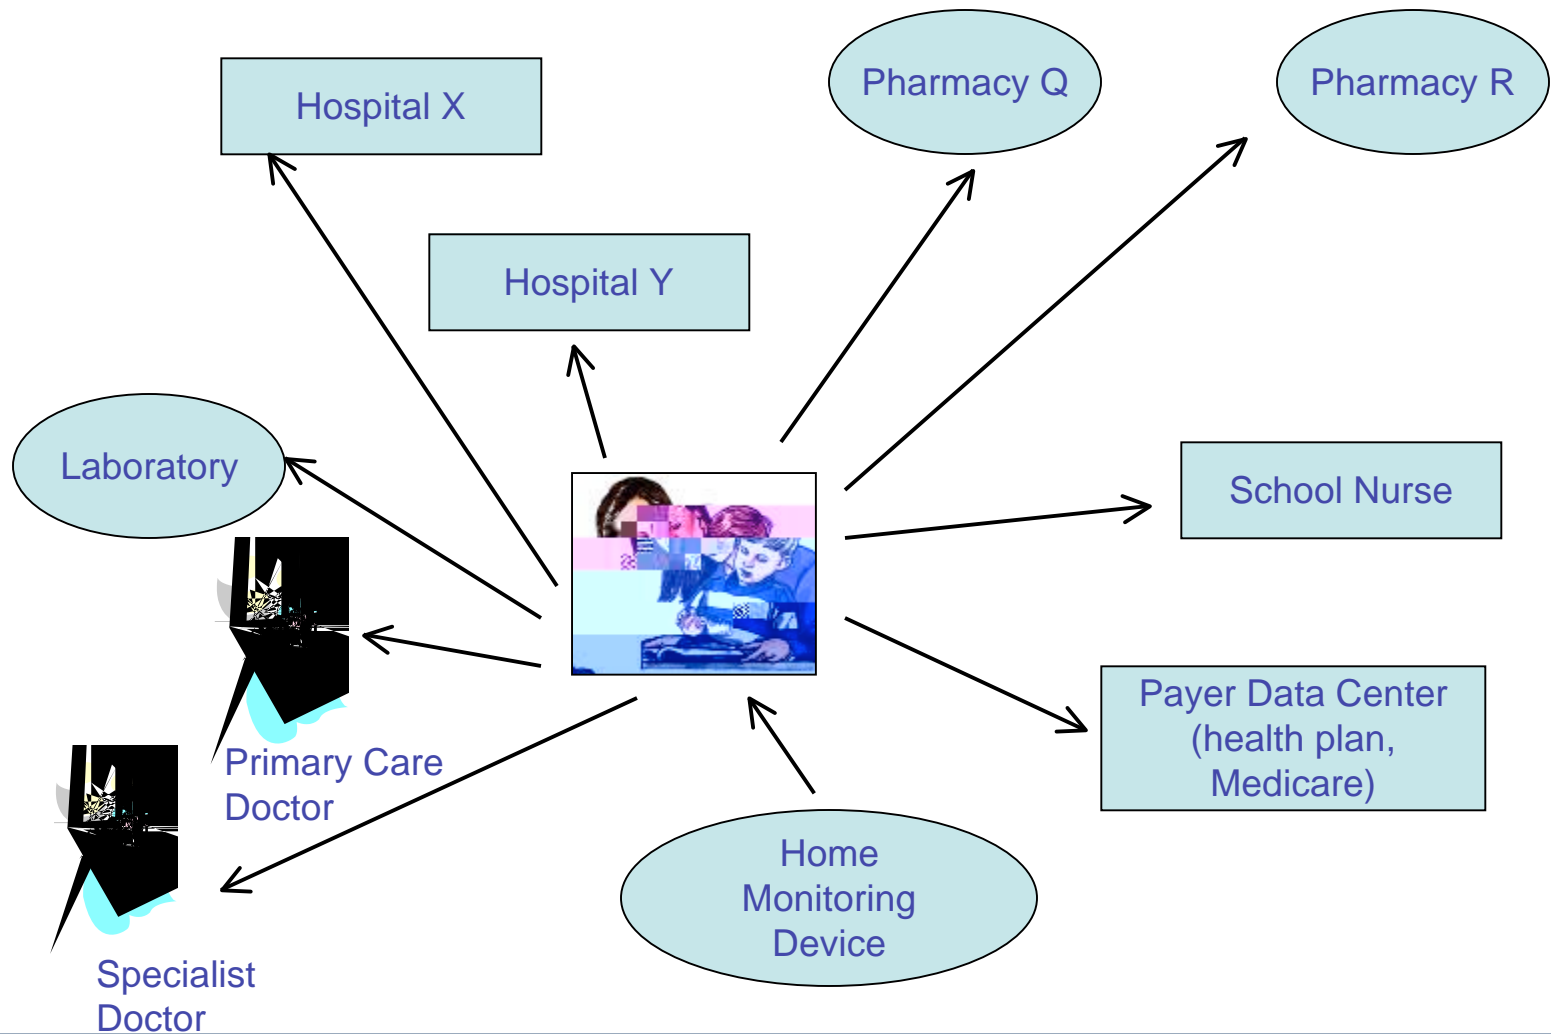 Hospital X
Pharmacy Q
Pharmacy R
Hospital Y
Laboratory
School Nurse
Primary Care
Doctor
Payer Data Center
(health plan,
Medicare)
Home
Monitoring
Device
Specialist
Doctor